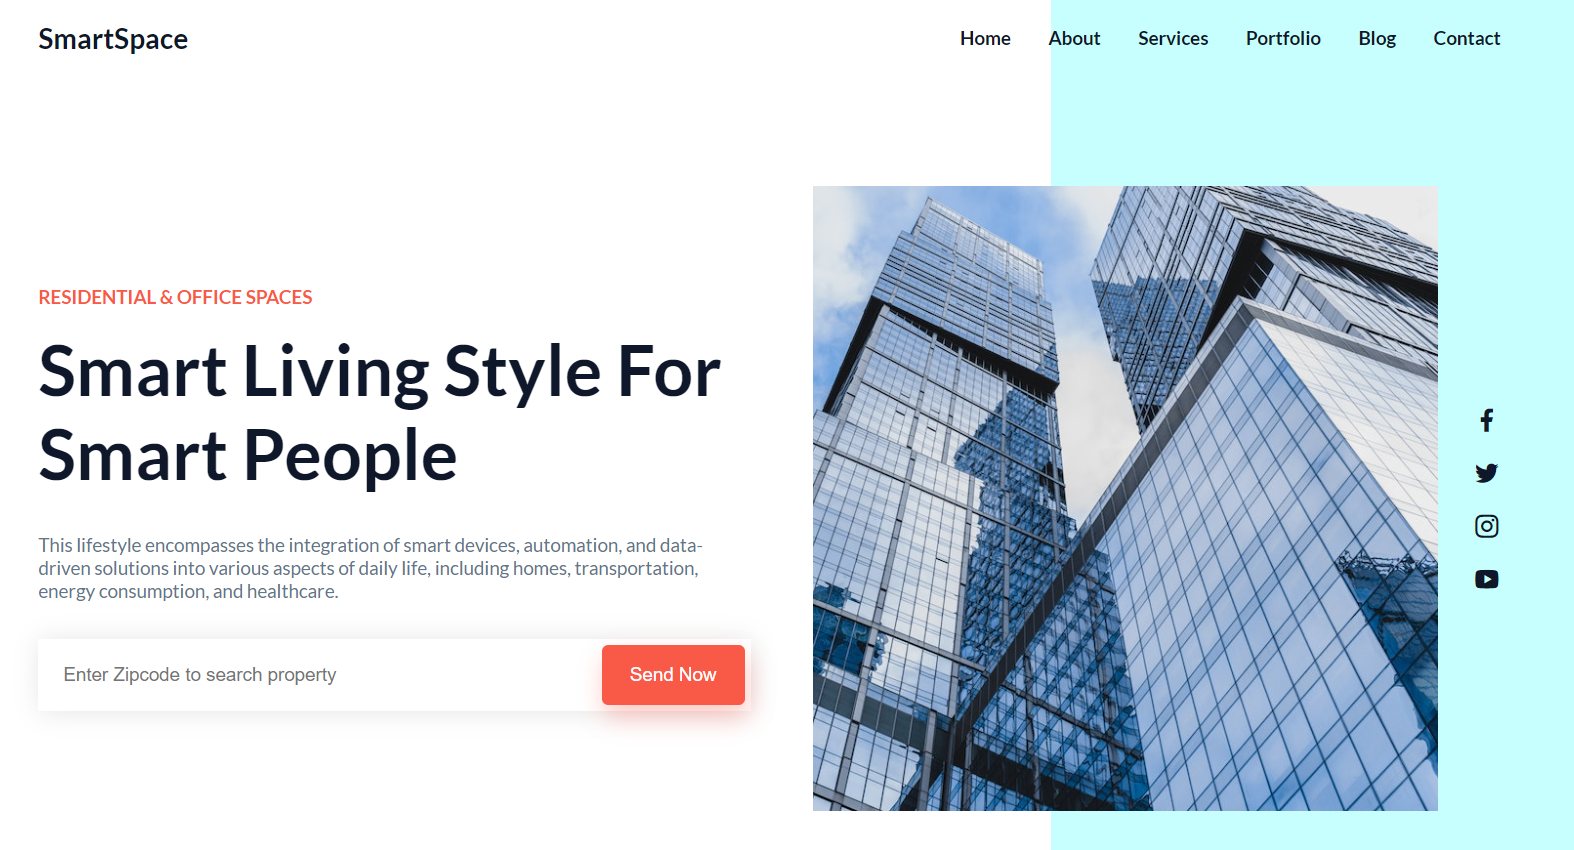 SmartSpace
Home About Services Portfolio Blog Contact
RESIDENTIAL & OFFICE SPACES
Smart Living Style For
Smart People
This lifestyle encompasses the integration of smart devices, automation, and data-
driven solutions into various aspects of daily life, including homes, transportation,
energy consumption, and healthcare.
Enter Zipcode to search property
Send Now